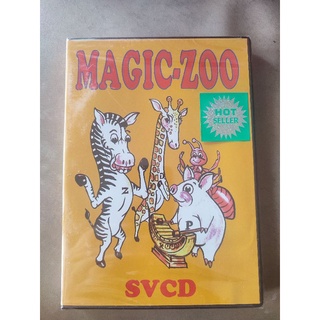 MAGIC-ZOO
HOT
SELLER
Z
P
SVCD